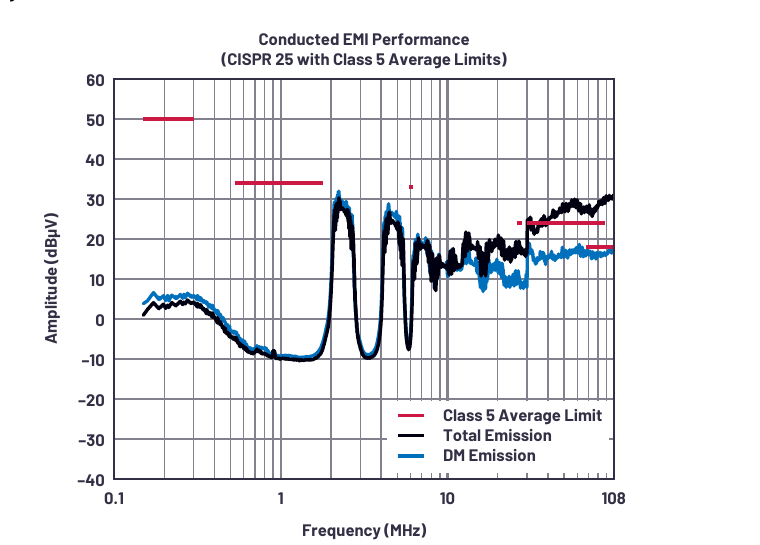 Conducted EMI Performance
(CISPR 25 with Class 5 Average Limits)
60
50
40
30
20
10
0
−10
−20
−30
−40
Amplitude (dBµV)
Class 5 Average Limit
Total Emission
DM Emission
0.1
1
10
108
Frequency (MHz)